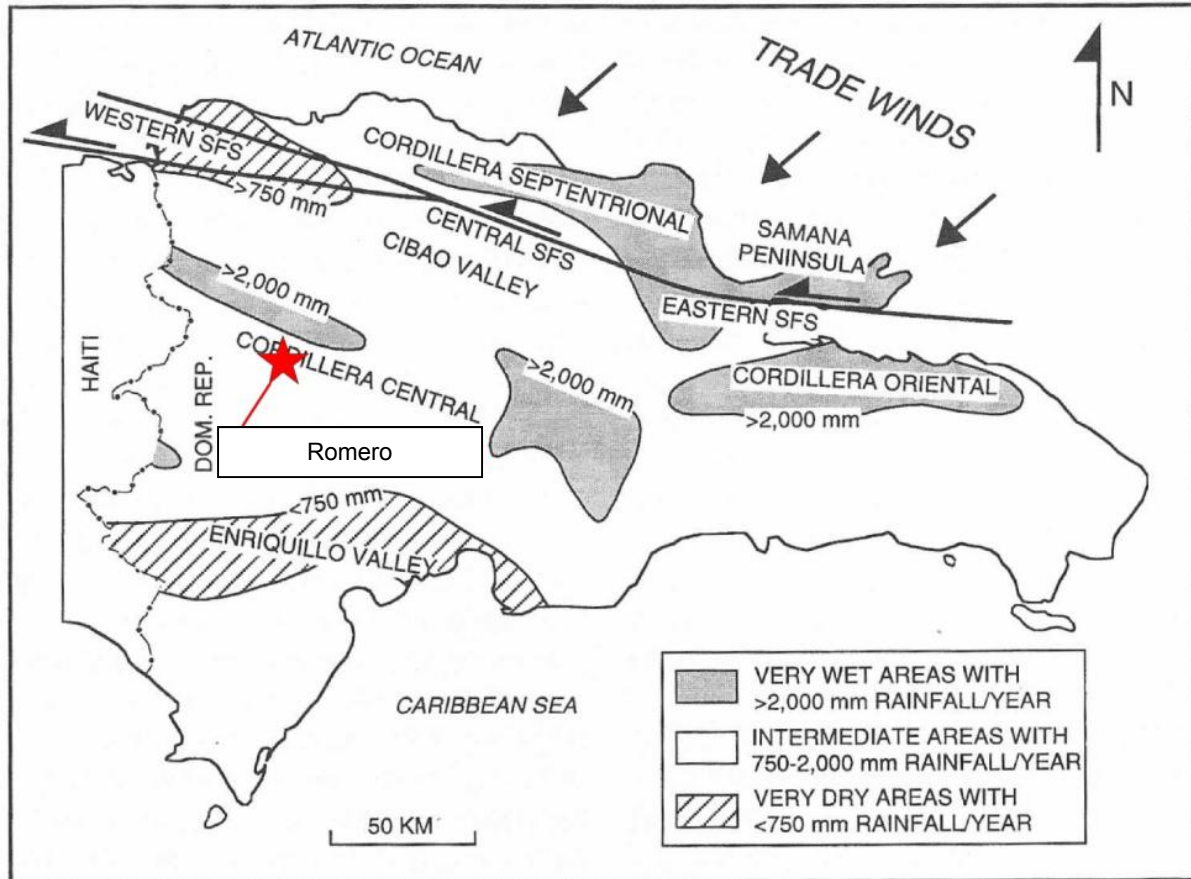 ATLANTIC OCEAN
TRADE WINDS
N
WESTERN SFS
>750 mm
CORDILLERA SEPTENTRIONAL
CENTRAL SFS
CIBAO VALLEY
SAMANA
PENINSULA
EASTERN SFS
>2,000 mm
CORDILLERA CENTRAL
>2,000 mm
CORDILLERA ORIENTAL
>2,000 mm
HAITI
DOM. REP.
Romero
<750 mm
ENRIQUILLO VALLEY
CARIBBEAN SEA
50 KM
VERY WET AREAS WITH
>2,000 mm RAINFALL/YEAR
INTERMEDIATE AREAS WITH
750-2,000 mm RAINFALL/YEAR
VERY DRY AREAS WITH
<750 mm RAINFALL/YEAR